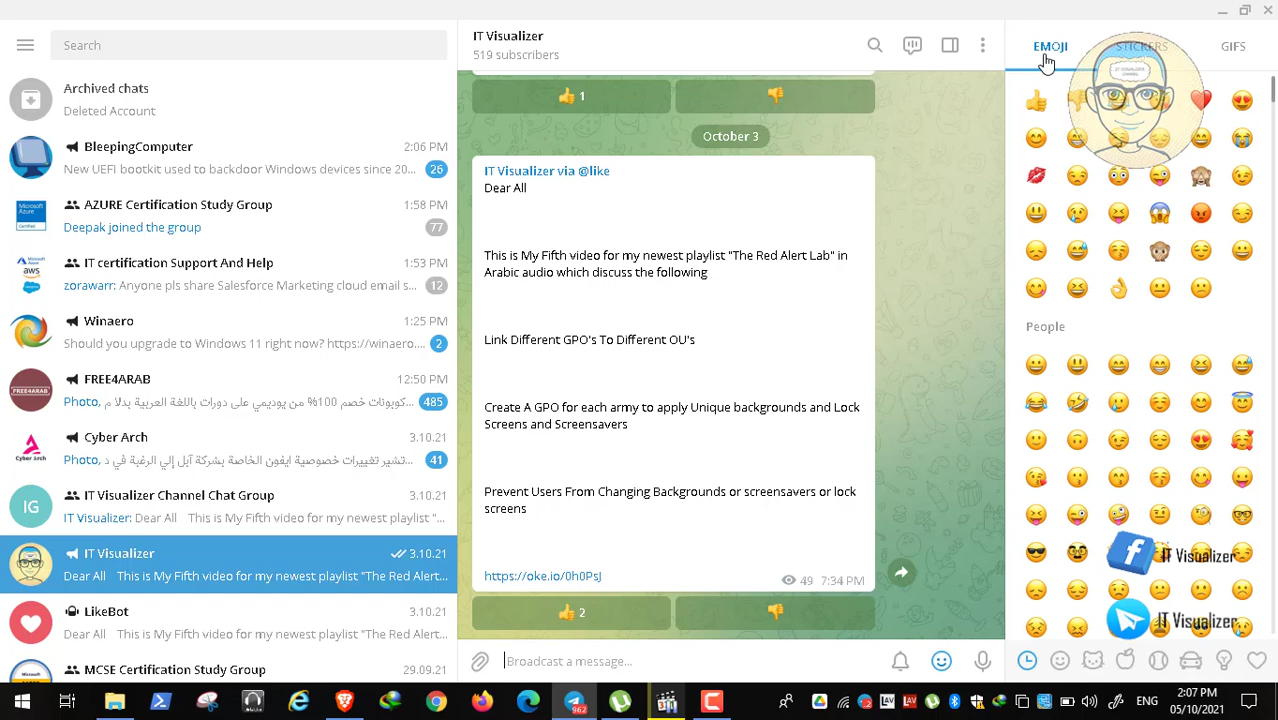 Search
Archived chats
Deleted Account
BleepingComputer
2:06 PM
New UEFI bootkit used to backdoor Windows devices since 20...
26
AZURE Certification Study Group
1:58 PM
Deepak joined the group
77
IT certification Support And Help
1:53 PM
zorawarr: Anyone pls share Salesforce Marketing cloud email s...
12
Winaero
1:25 PM
Should you upgrade to Windows 11 right now? https://winaero...
2
FREE4ARAB
12:50 PM
Photo, كوبونات خصم 100% من يوديمي على دورات باللغة العربية بدلا م...
485
Cyber Arch
3.10.21
Photo, تشير تغييرات خصوصية ايفون الخاصة بشركة آبل إلي الرغبة في د...
41
IG
IT Visualizer Channel Chat Group
3.10.21
IT Visualizer: Dear All This is My Fifth video for my newest playlist "...
IT Visualizer
3.10.21
Dear All This is My Fifth video for my newest playlist "The Red Alert...
LikeBot
3.10.21
Dear All This is My Fifth video for my newest playlist "The Red Alert...
MCSE Certification Study Group
29.09.21
IT Visualizer
519 subscribers
1
October 3
IT Visualizer via @like
Dear All
This is My Fifth video for my newest playlist "The Red Alert Lab" in
Arabic audio which discuss the following
Link Different GPO's To Different OU's
Create A GPO for each army to apply Unique backgrounds and Lock
Screens and Screensavers
Prevent Users From Changing Backgrounds or screensavers or lock
screens
https://oke.io/0h0PsJ
49 7:34 PM
2
Broadcast a message...
EMOJI
STICKERS
GIFS
IT VISUALIZER
CHANNEL
People
IT Visualizer
IT Visualizer
962
ENG
2:07 PM
05/10/2021